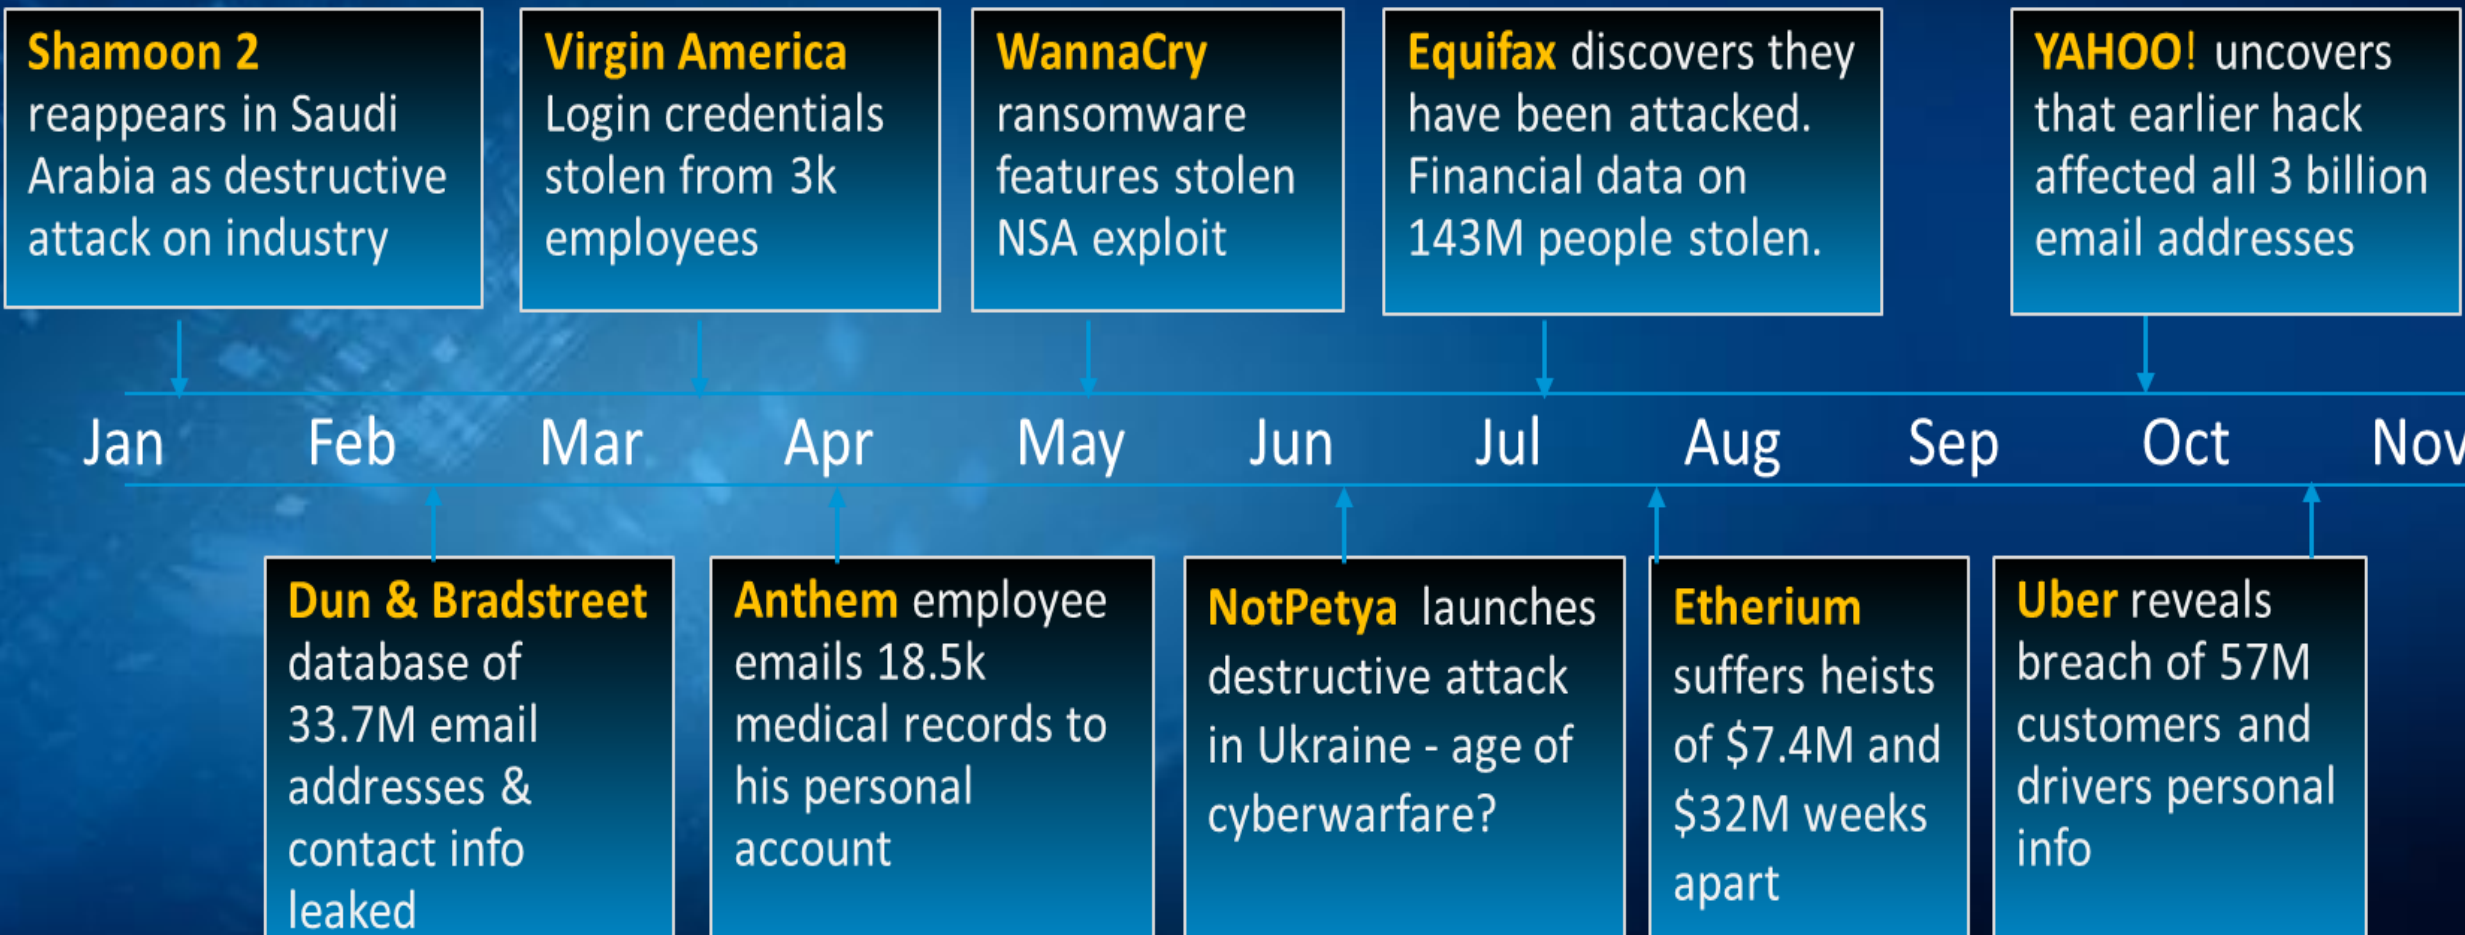 Shamoon 2
reappears in Saudi
Arabia as destructive
attack on industry
Virgin America
Login credentials
stolen from 3k
employees
WannaCry
ransomware
features stolen
NSA exploit
Equifax discovers they
have been attacked.
Financial data on
143M people stolen.
YAHOO! uncovers
that earlier hack
affected all 3 billion
email addresses
Jan Feb Mar Apr May Jun Jul Aug Sep Oct Nov
Dun & Bradstreet
database of
33.7M email
addresses &
contact info
leaked
Anthem employee
emails 18.5k
medical records to
his personal
account
NotPetya launches
destructive attack
in Ukraine - age of
cyberwarfare?
Etherium
suffers heists
of $7.4M and
$32M weeks
apart
Uber reveals
breach of 57M
customers and
drivers personal
info